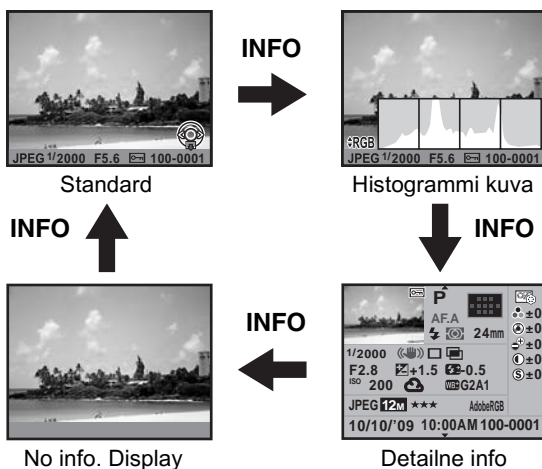 INFO
JPEG 1/2000 F5.6 100-0001
Standard
RGB
JPEG 1/2000 F5.6 100-0001
Histogrammi kuva
INFO
INFO
INFO
No info. Display
P
AF.A
24mm
±0
±0
±0
±0
±0
1/2000
F2.8 +1.5 -0.5
ISO 200 WB G2A1
JPEG 12M ★★★ AdobeRGB
10/10/'09 10:00AM 100-0001
Detailne info